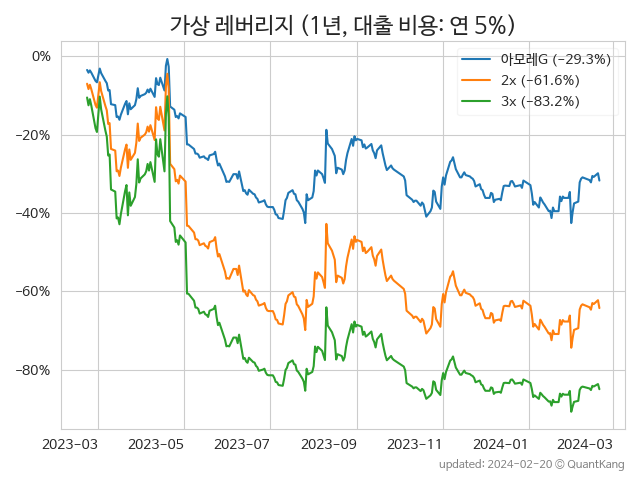 가상 레버리지 (1년, 대출 비용: 연 5%)
아모레G (−29.3%)
2x (−61.6%)
3x (−83.2%)
0%
−20%
−40%
−60%
−80%
2023-03 2023-05 2023-07 2023-09 2023-11 2024-01 2024-03
updated: 2024-02-20 © QuantKang